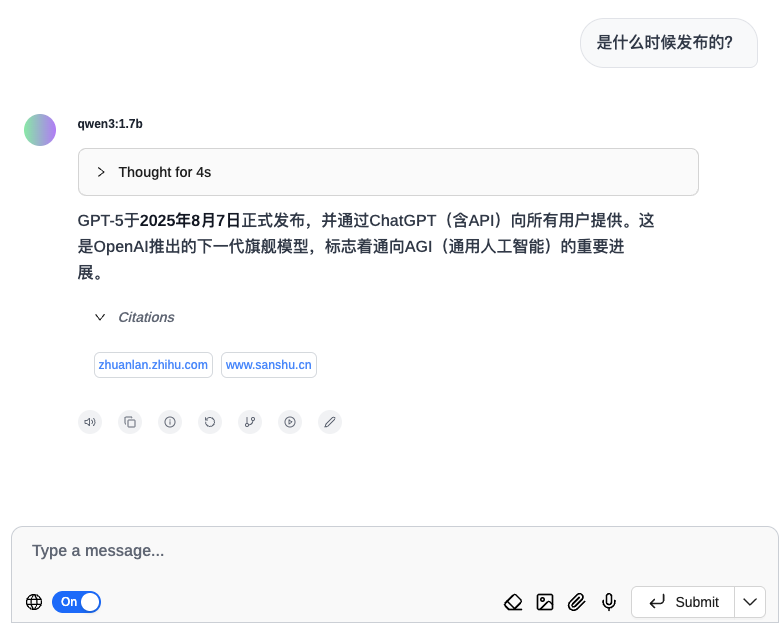 是什么时候发布的?
qwen3:1.7b
Thought for 4s
GPT-5于2025年8月7日正式发布，并通过ChatGPT（含API）向所有用户提供。这
是OpenAI推出的下一代旗舰模型，标志着通向AGI（通用人工智能）的重要进
展。
Citations
zhuanlan.zhihu.com www.sanshu.cn
Type a message...
On Submit